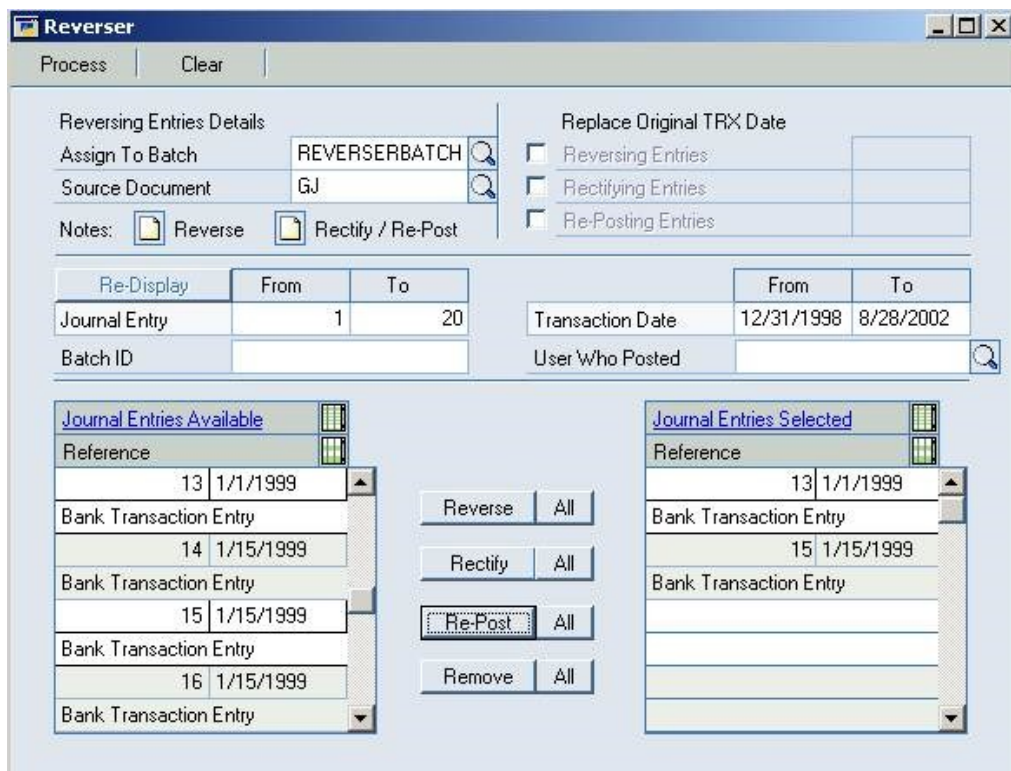 Reverser
Process Clear
Reversing Entries Details
Assign To Batch REVERSERBATCH
Source Document GJ
Notes: Reverse Rectify / Re-Post
Replace Original TRX Date
Reversing Entries
Rectifying Entries
Re-Posting Entries
Re-Display From To
Journal Entry 1 20
Batch ID
From To
Transaction Date 12/31/1998 8/28/2002
User Who Posted
Journal Entries Available
Reference
13 1/1/1999
Bank Transaction Entry
14 1/15/1999
Bank Transaction Entry
15 1/15/1999
Bank Transaction Entry
16 1/15/1999
Bank Transaction Entry
Reverse All
Rectify All
Re-Post All
Remove All
Journal Entries Selected
Reference
13 1/1/1999
Bank Transaction Entry
15 1/15/1999
Bank Transaction Entry